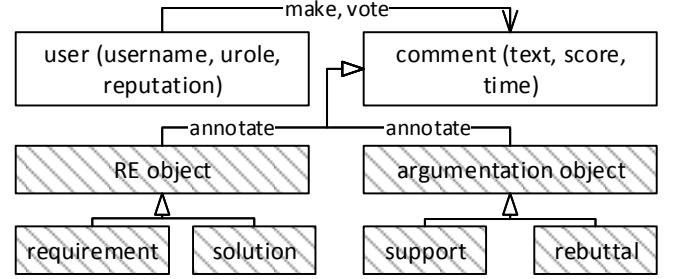 make, vote
user (username, urole,
reputation)
comment (text, score,
time)
annotate
annotate
RE object
argumentation object
requirement
solution
support
rebuttal